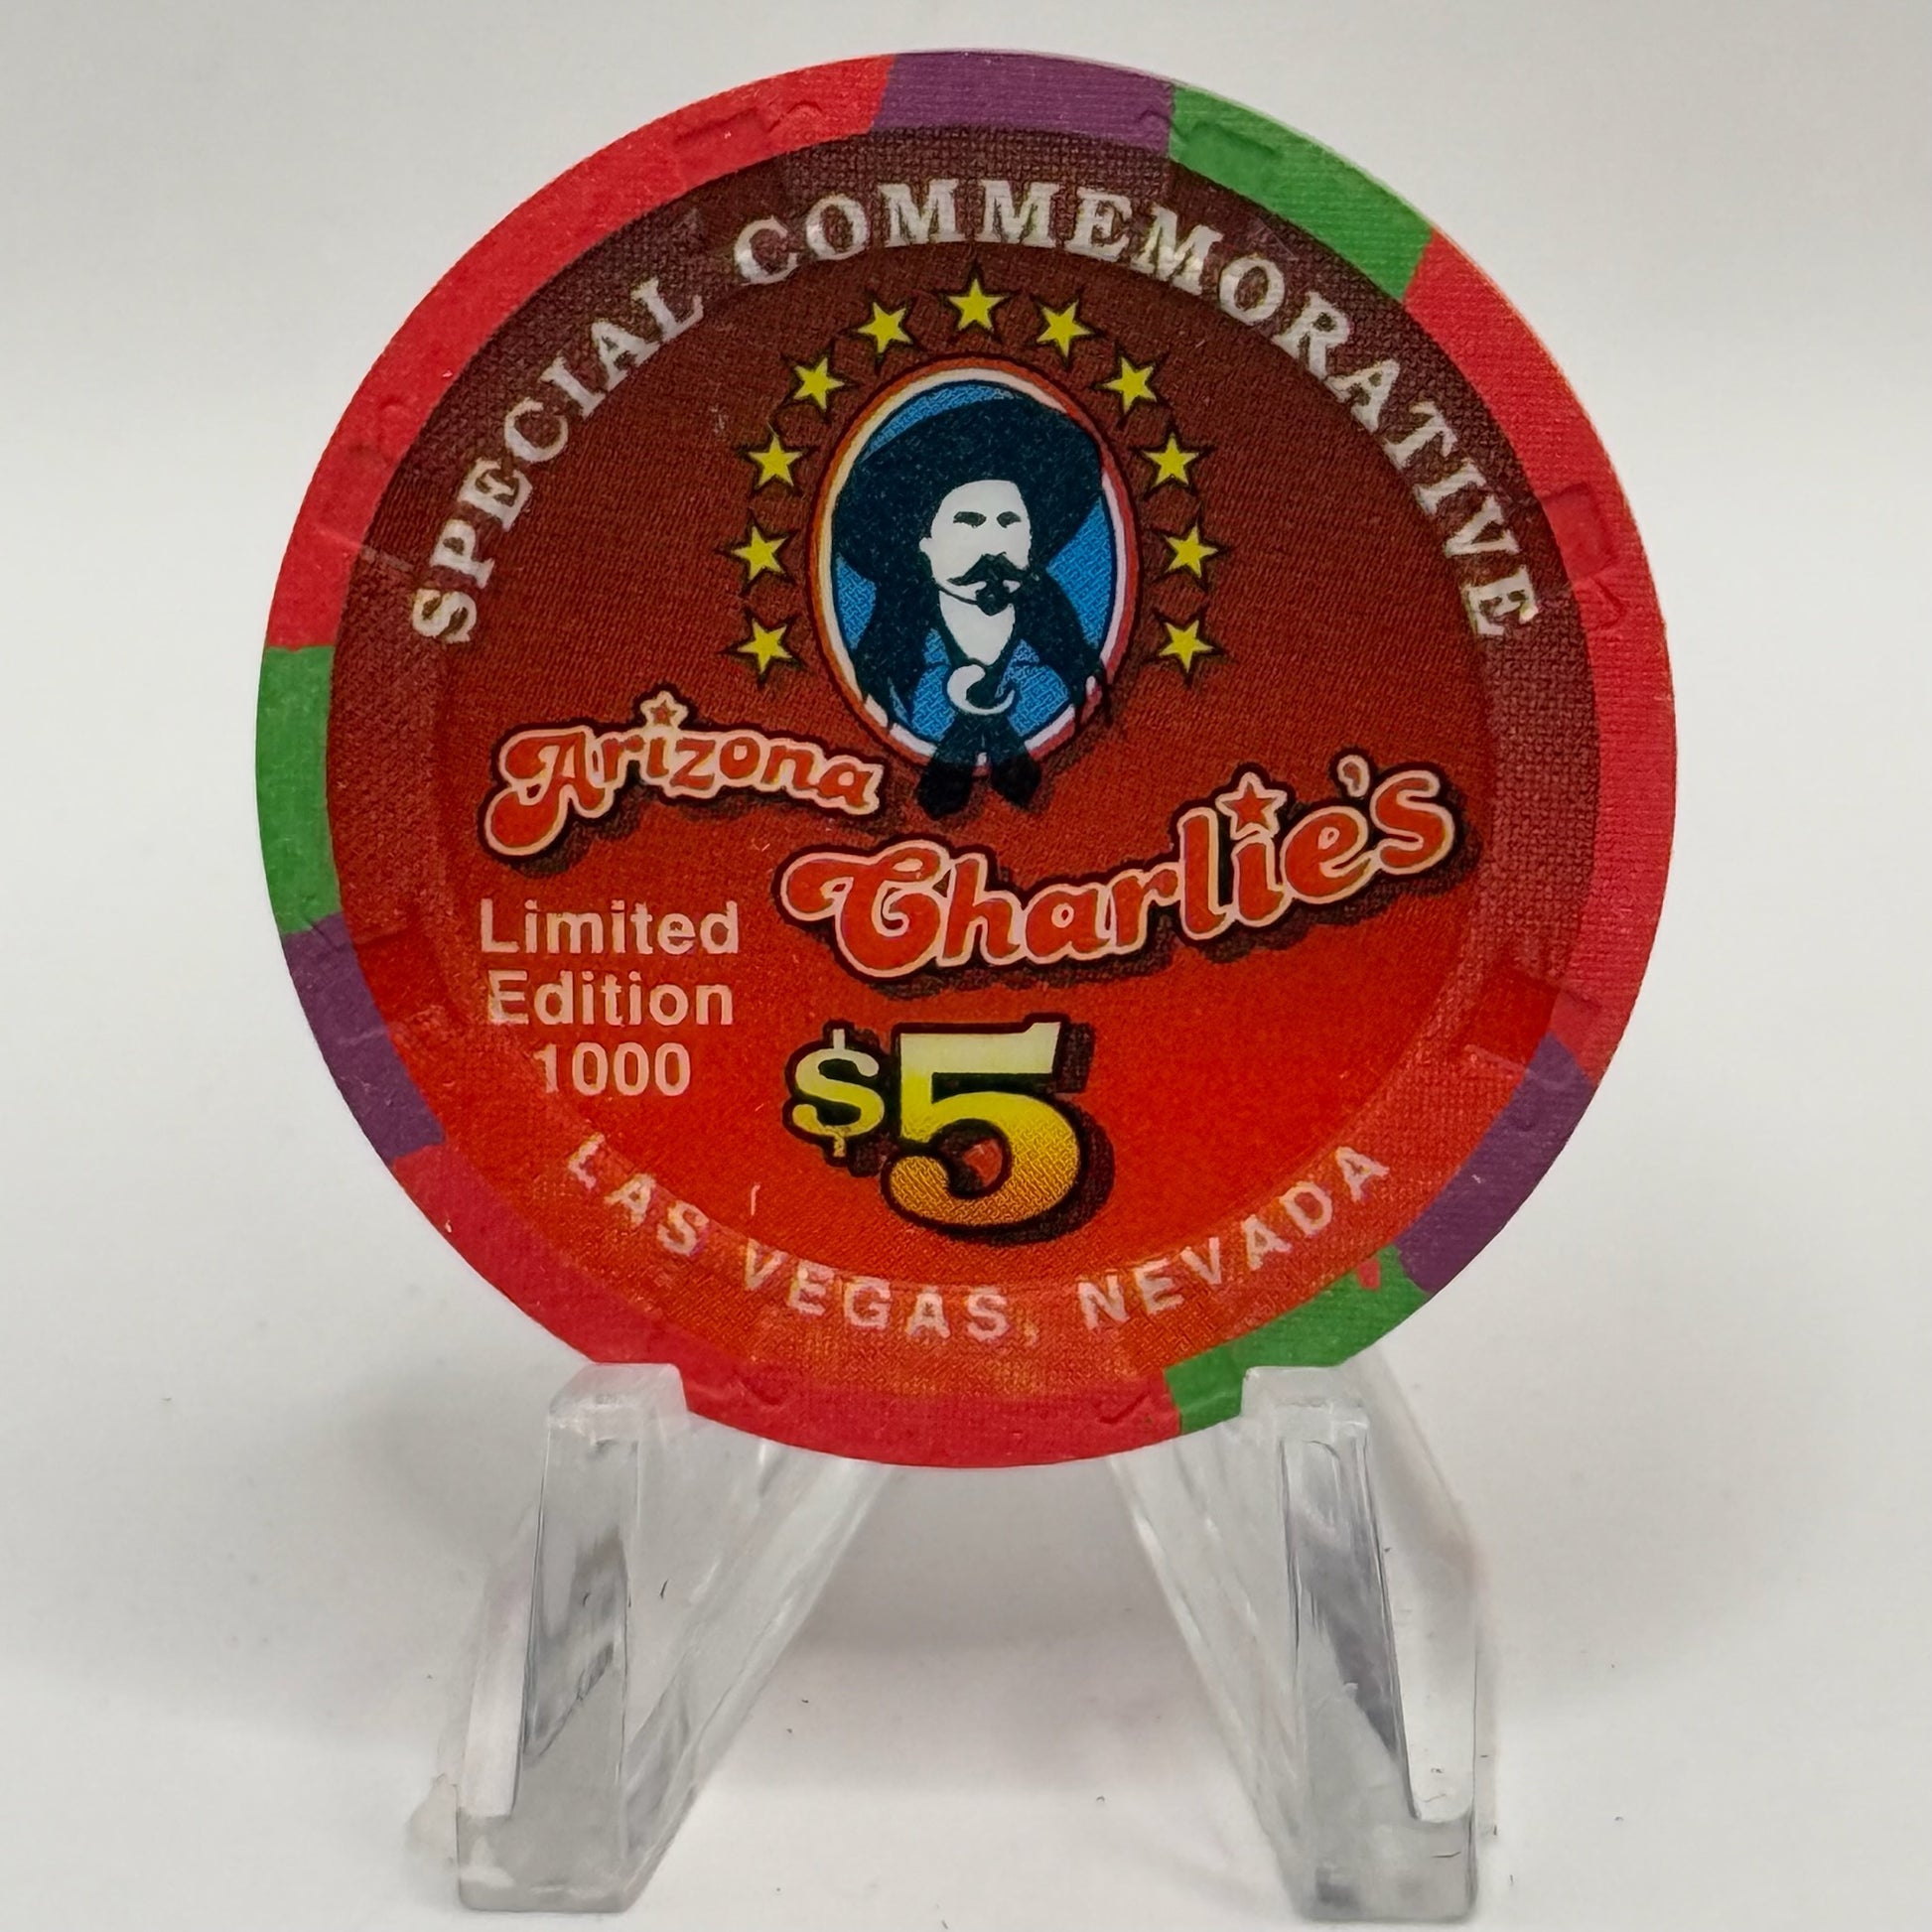 SPECIAL COMMEMORATIVE
Arizona
Charlie's
Limited
Edition
1000
$5
LAS VEGAS, NEVADA